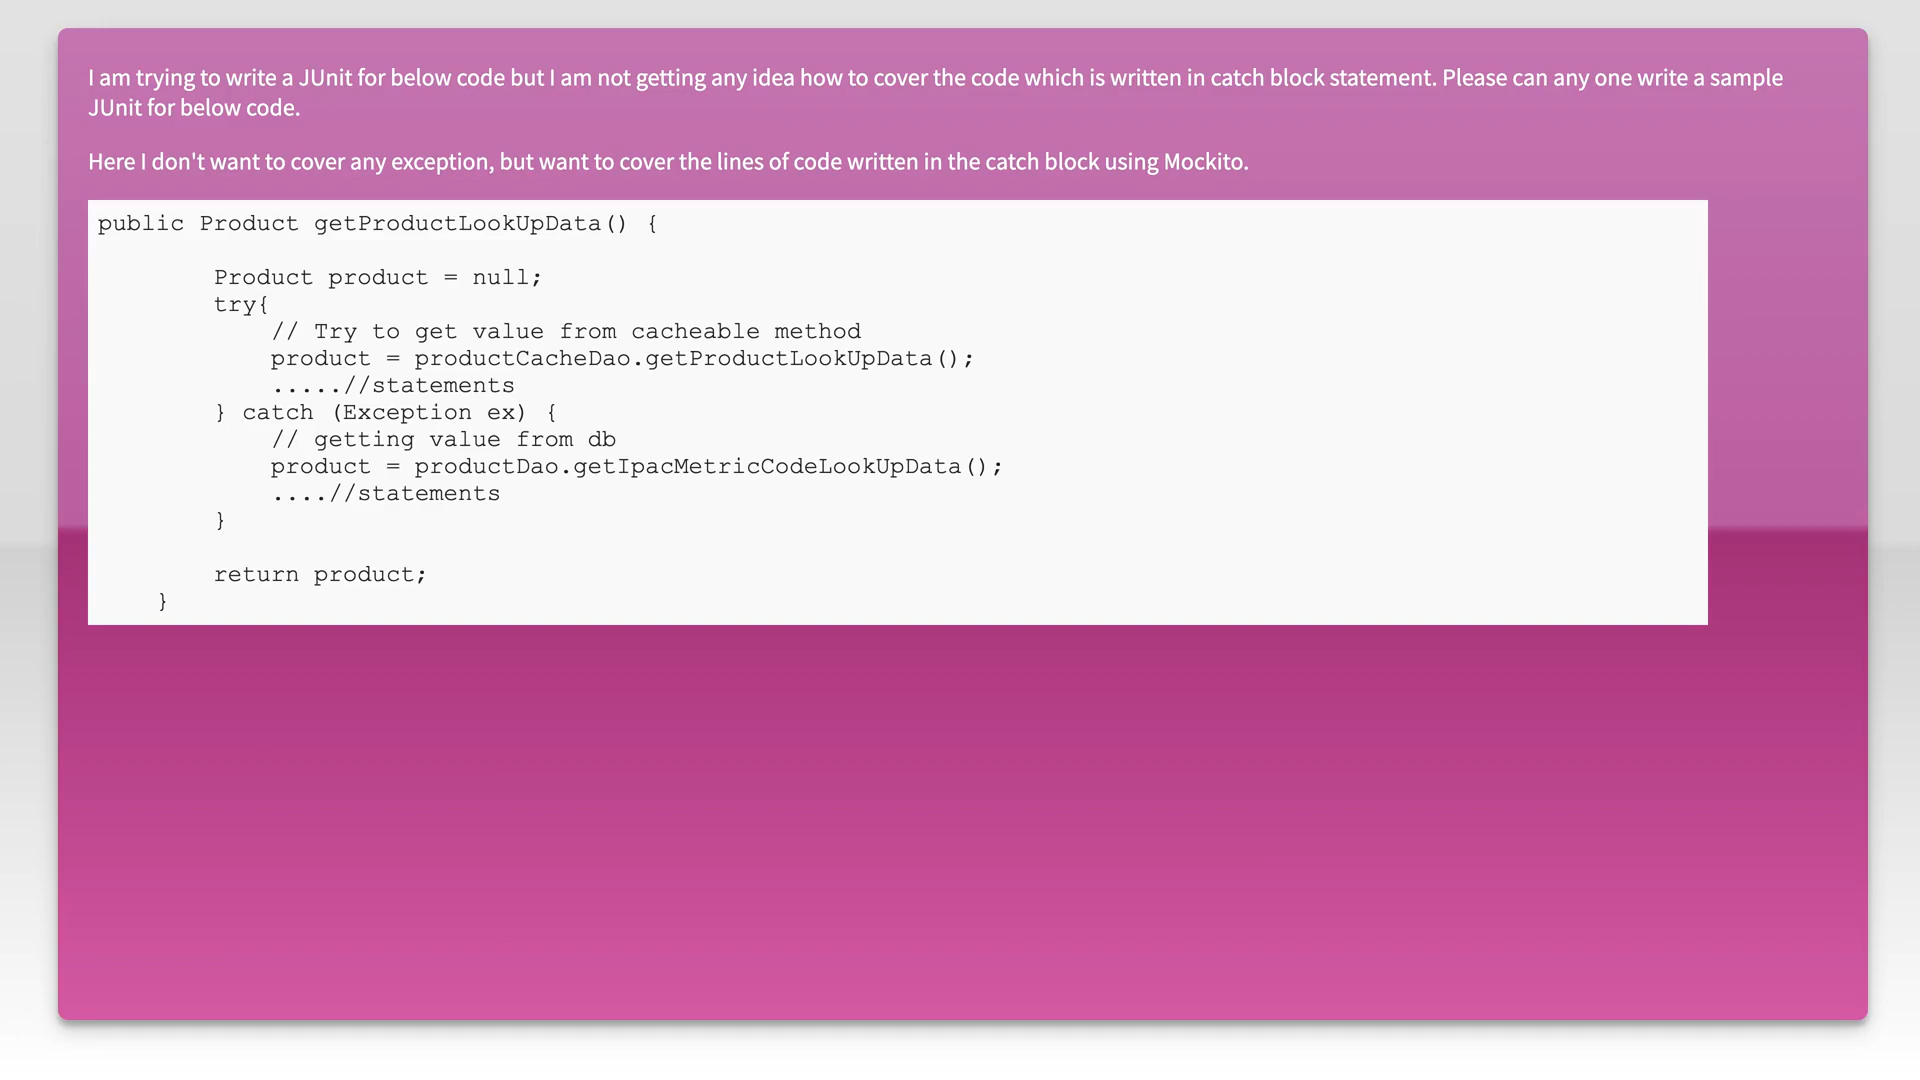 I am trying to write a JUnit for below code but I am not getting any idea how to cover the code which is written in catch block statement. Please can any one write a sample
JUnit for below code.
Here I don't want to cover any exception, but want to cover the lines of code written in the catch block using Mockito.
public Product getProductLookUpData() {
Product product = null;
try{
// Try to get value from cacheable method
product = productCacheDao.getProductLookUpData();
.....//statements
} catch (Exception ex) {
// getting value from db
product = productDao.getIpacMetricCodeLookUpData();
....//statements
}
return product;
}